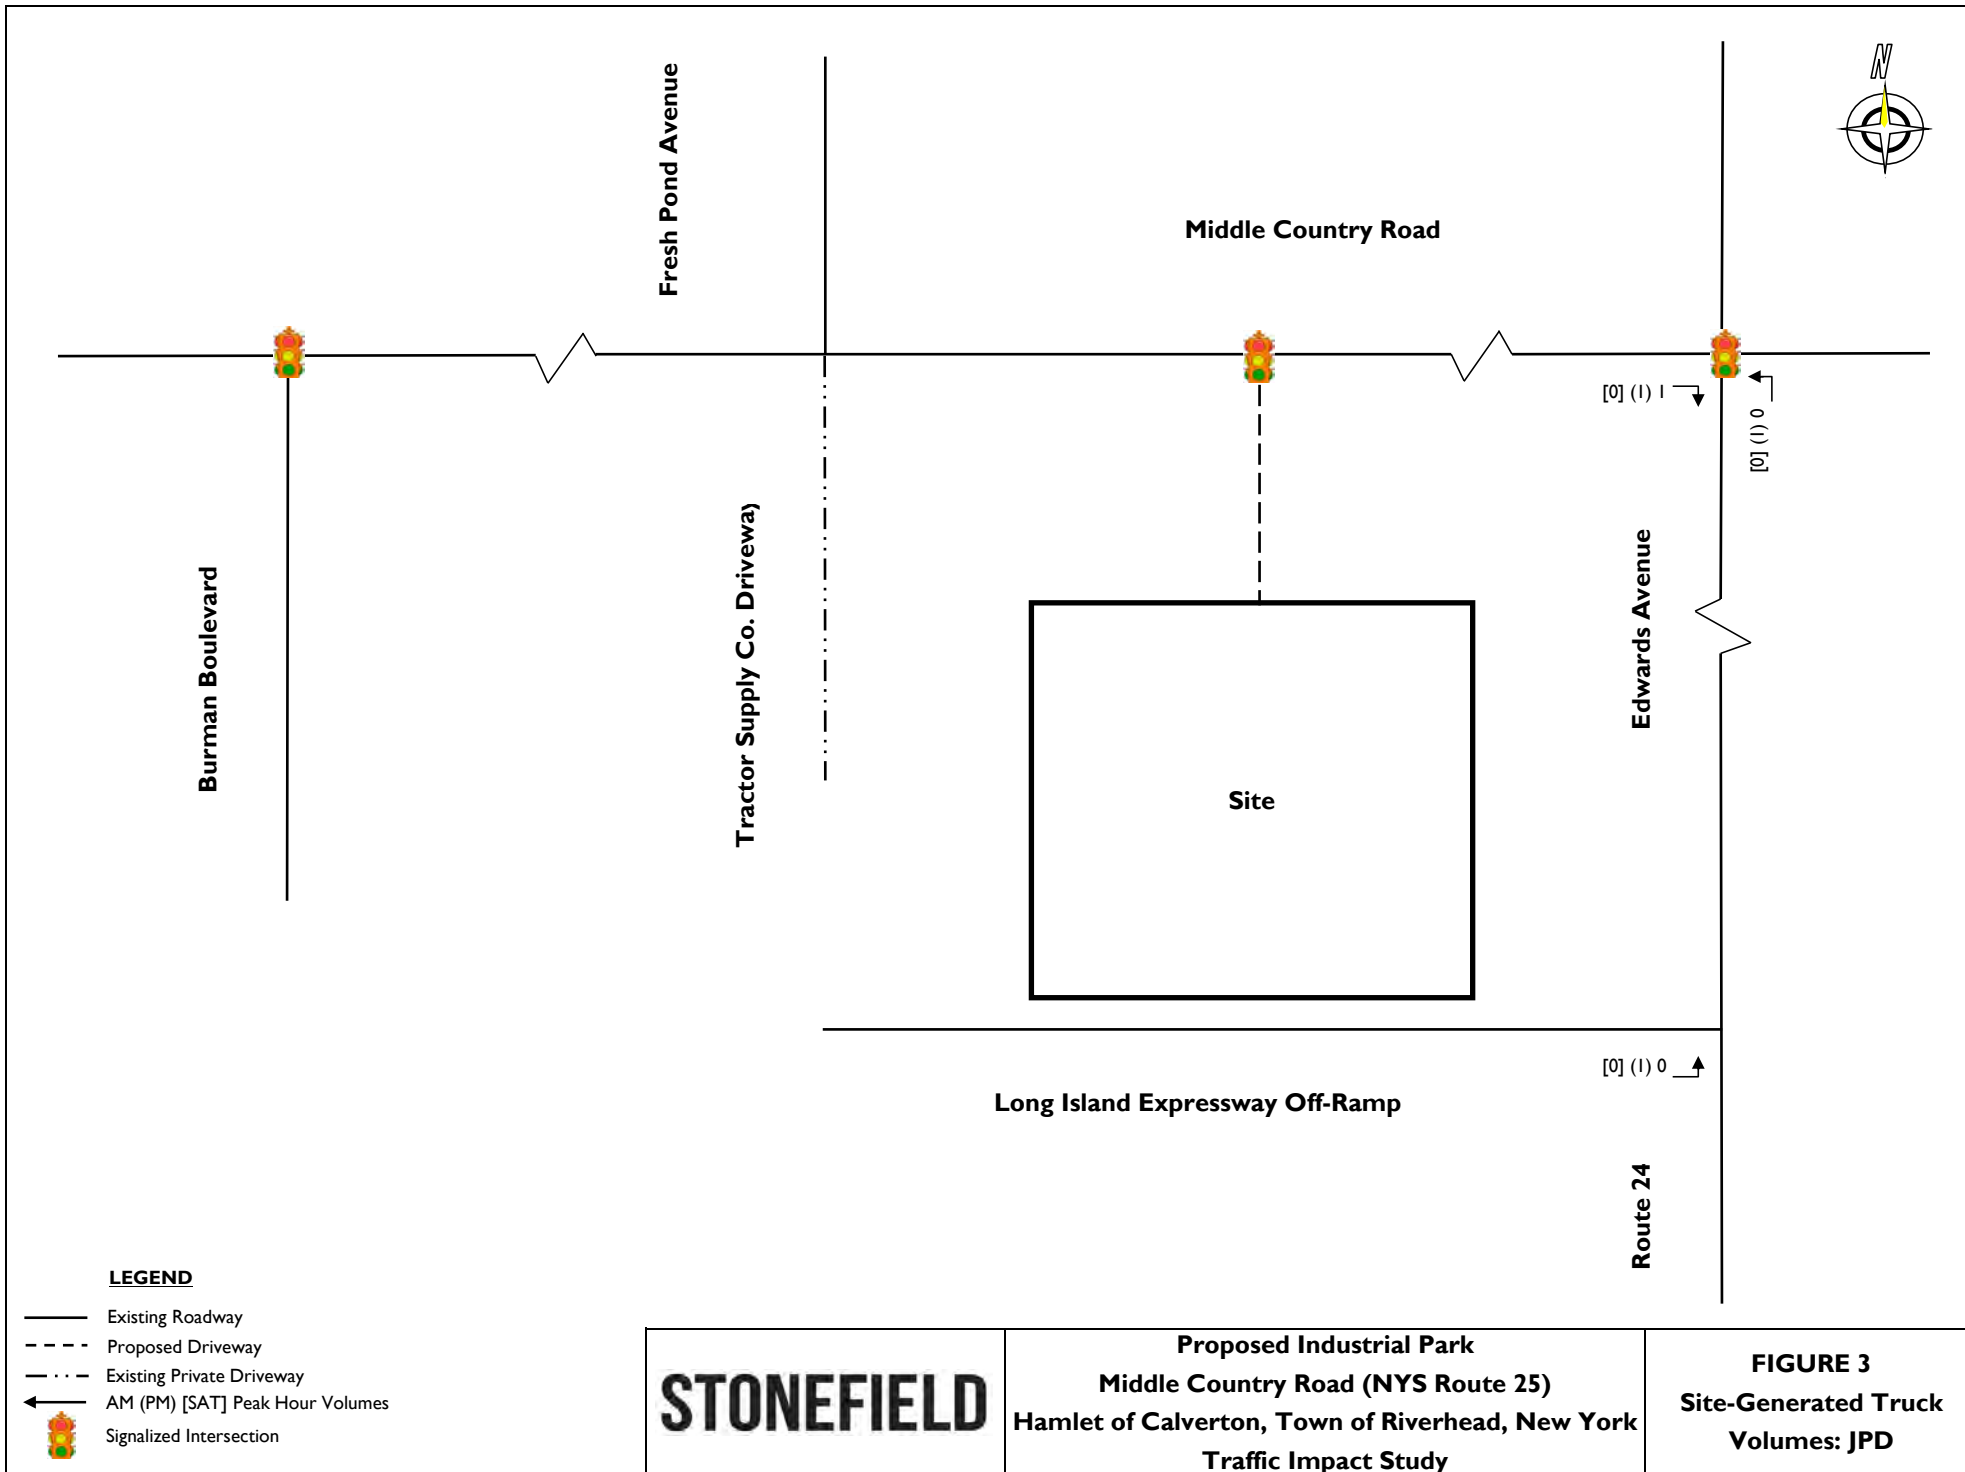 N
Fresh Pond Avenue
Middle Country Road
[0] (1) 1
[0] (1) 0
Burman Boulevard
Tractor Supply Co. Driveway
Edwards Avenue
Site
[0] (1) 0
Long Island Expressway Off-Ramp
Route 24
LEGEND
Existing Roadway
Proposed Driveway
Existing Private Driveway
AM (PM) [SAT] Peak Hour Volumes
Signalized Intersection
STONEFIELD
Proposed Industrial Park
Middle Country Road (NYS Route 25)
Hamlet of Calverton, Town of Riverhead, New York
Traffic Impact Study
FIGURE 3
Site-Generated Truck
Volumes: JPD